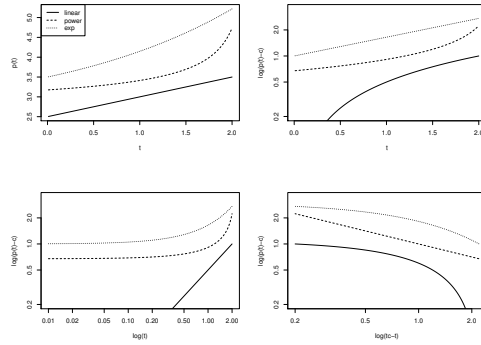 linear
power
exp
p(t)
2.5 3.0 3.5 4.0 4.5 5.0
0.0 0.5 1.0 1.5 2.0
t
log(p(t)−c)
0.2 0.5 1.0 2.0
0.0 0.5 1.0 1.5 2.0
t
log(p(t)−c)
0.2 0.5 1.0 2.0
0.01 0.02 0.05 0.10 0.20 0.50 1.00 2.00
log(t)
log(p(t)−c)
0.2 0.5 1.0 2.0
0.2 0.5 1.0 2.0
log(tc−t)